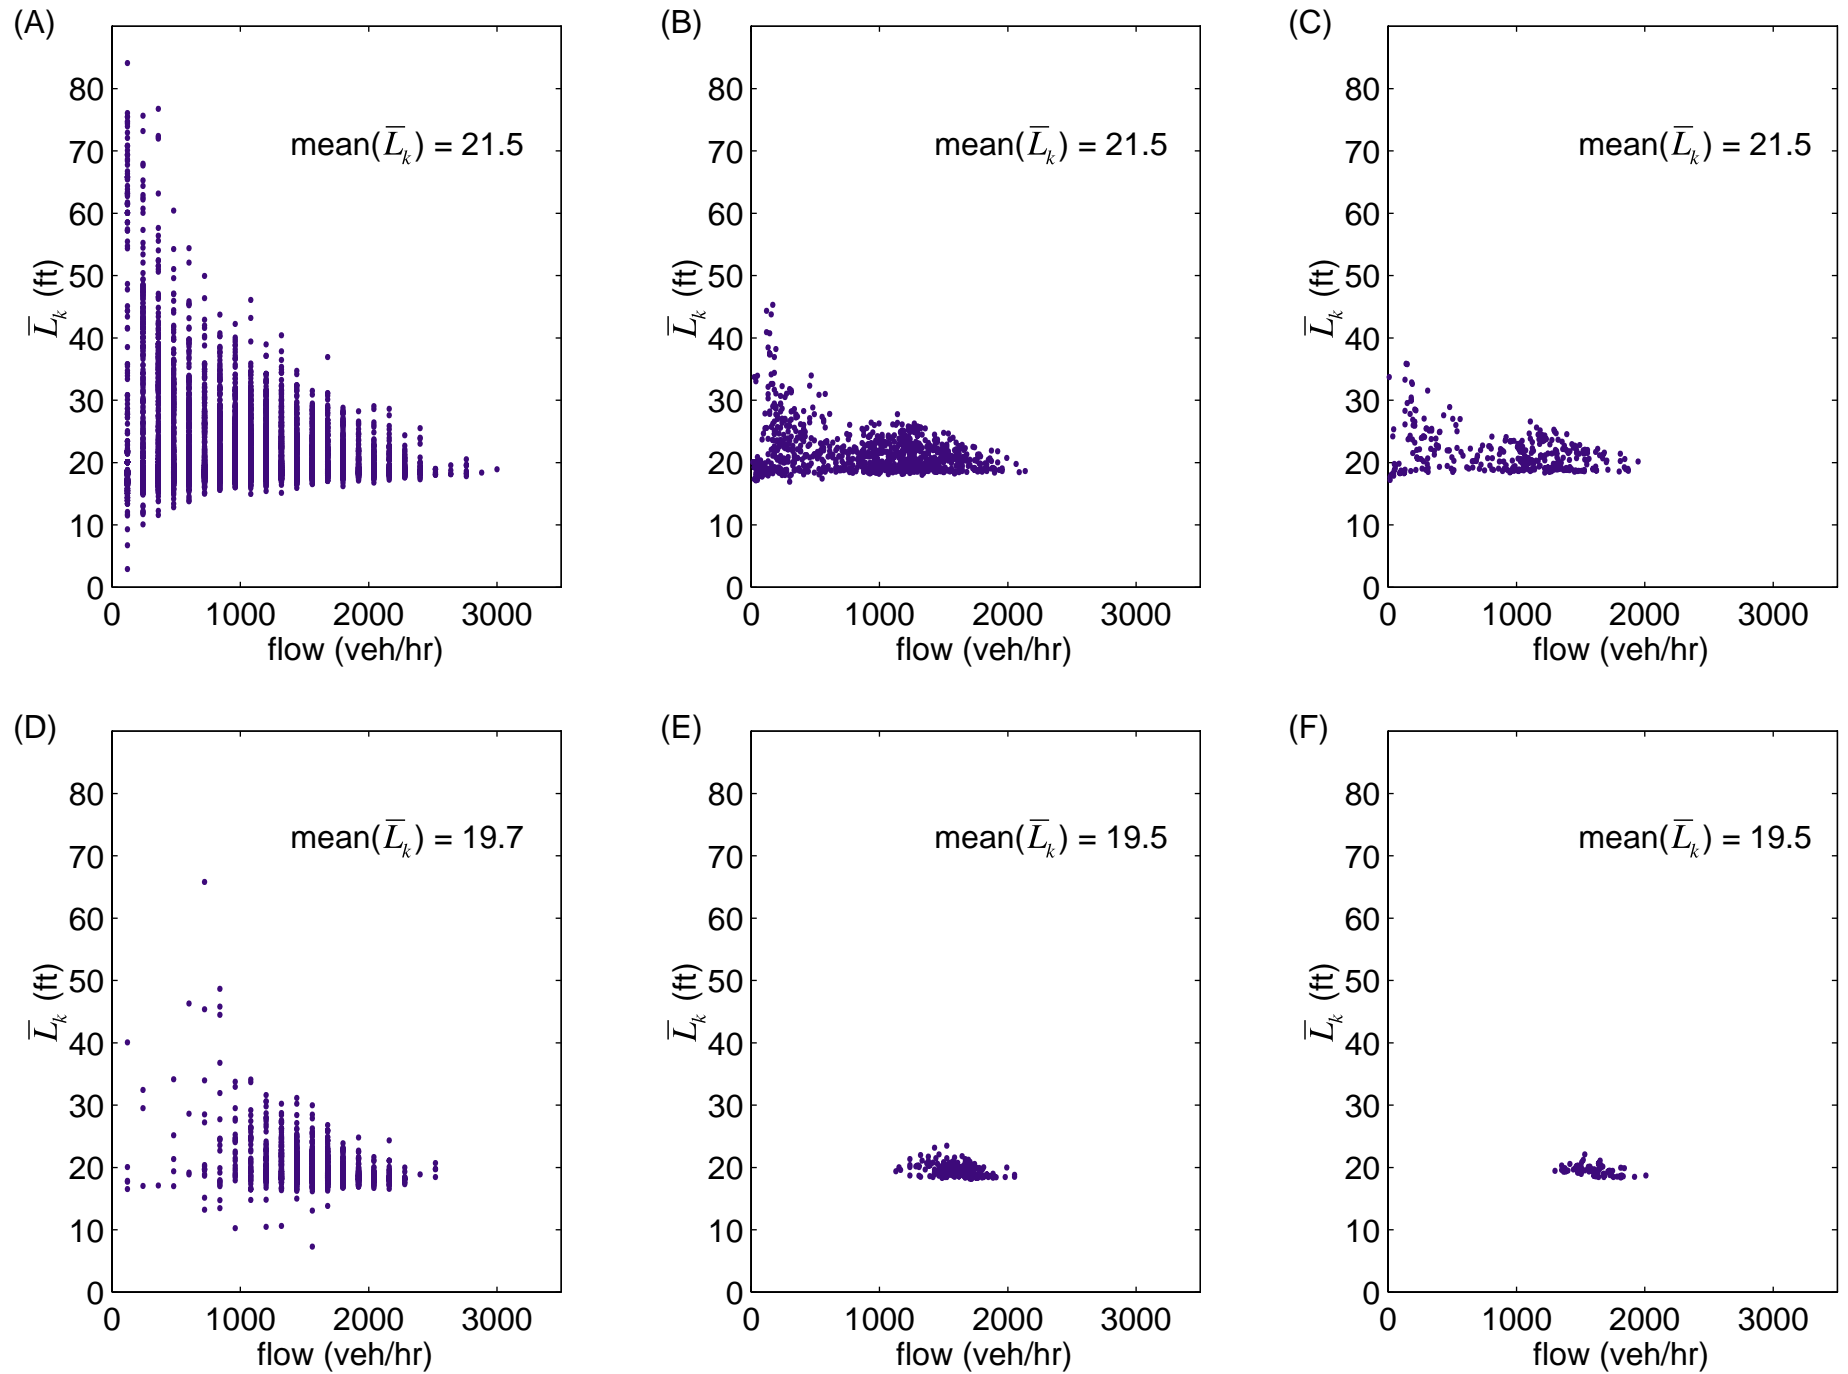 (A)
80
70
60
50
40
30
20
10
0
L̅k (ft)
mean(L̅k) = 21.5
0 1000 2000 3000
flow (veh/hr)
(B)
80
70
60
50
40
30
20
10
0
L̅k (ft)
mean(L̅k) = 21.5
0 1000 2000 3000
flow (veh/hr)
(C)
80
70
60
50
40
30
20
10
0
L̅k (ft)
mean(L̅k) = 21.5
0 1000 2000 3000
flow (veh/hr)
(D)
80
70
60
50
40
30
20
10
0
L̅k (ft)
mean(L̅k) = 19.7
0 1000 2000 3000
flow (veh/hr)
(E)
80
70
60
50
40
30
20
10
0
L̅k (ft)
mean(L̅k) = 19.5
0 1000 2000 3000
flow (veh/hr)
(F)
80
70
60
50
40
30
20
10
0
L̅k (ft)
mean(L̅k) = 19.5
0 1000 2000 3000
flow (veh/hr)